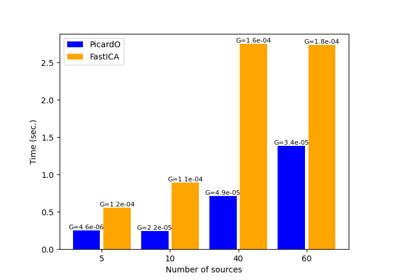 PicardO
FastICA
Time (sec.)
2.5
2.0
1.5
1.0
0.5
0.0
G=4.6e-06
G=1.2e-04
G=2.2e-05
G=1.1e-04
G=4.9e-05
G=1.6e-04
G=3.4e-05
G=1.8e-04
5 10 40 60
Number of sources